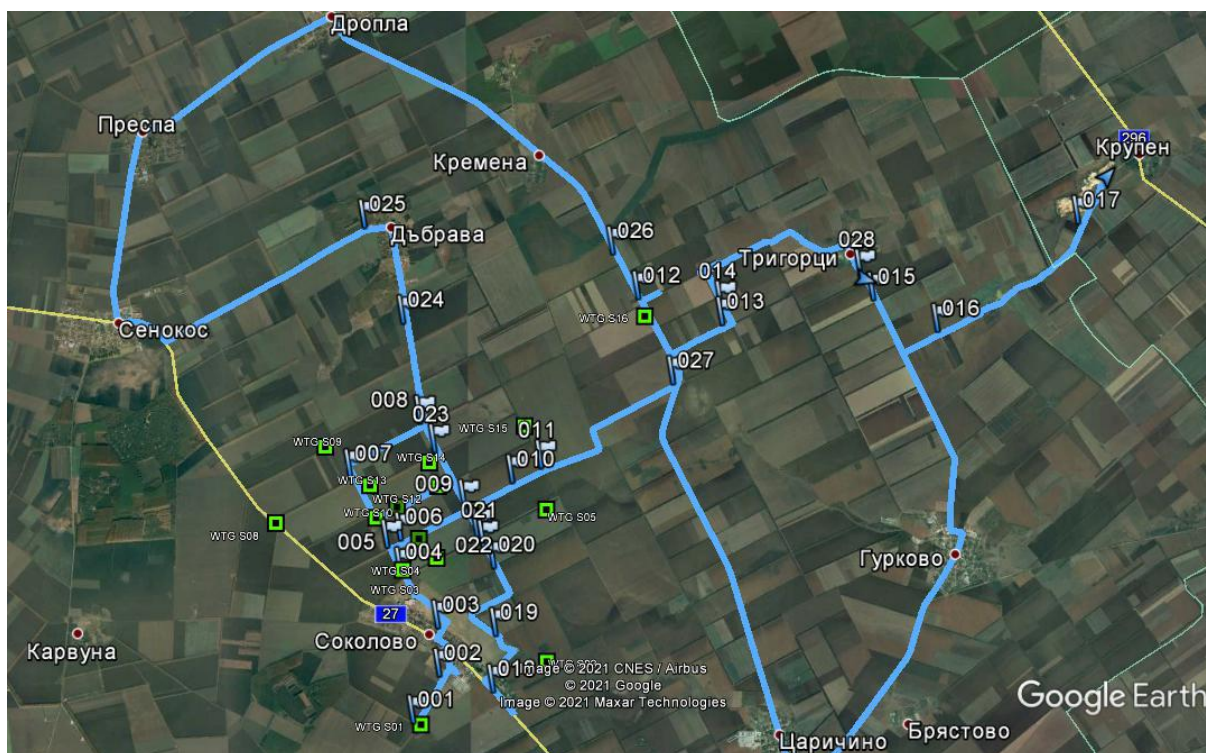 Дропла
Преспа
Кремена
296
Крупен
025
Дъбрава
017
026
028
Тригорци
012
014
013
015
024
016
Сенокос
WTG S16
027
008
023
WTG S15
011
WTG S09
007
010
WTG S14
WTG S13
009
WTG S12
WTG S05
021
WTG S10
006
WTG S08
005
004
022
020
Гурково
WTG S04
WTG S03
27
003
019
Соколово
Карвуна
002
Image © 2021 CNES / Airbus
© 2021 Google
Image © 2021 Maxar Technologies
001
WTG S01
Google Earth
Брястово
Царичино